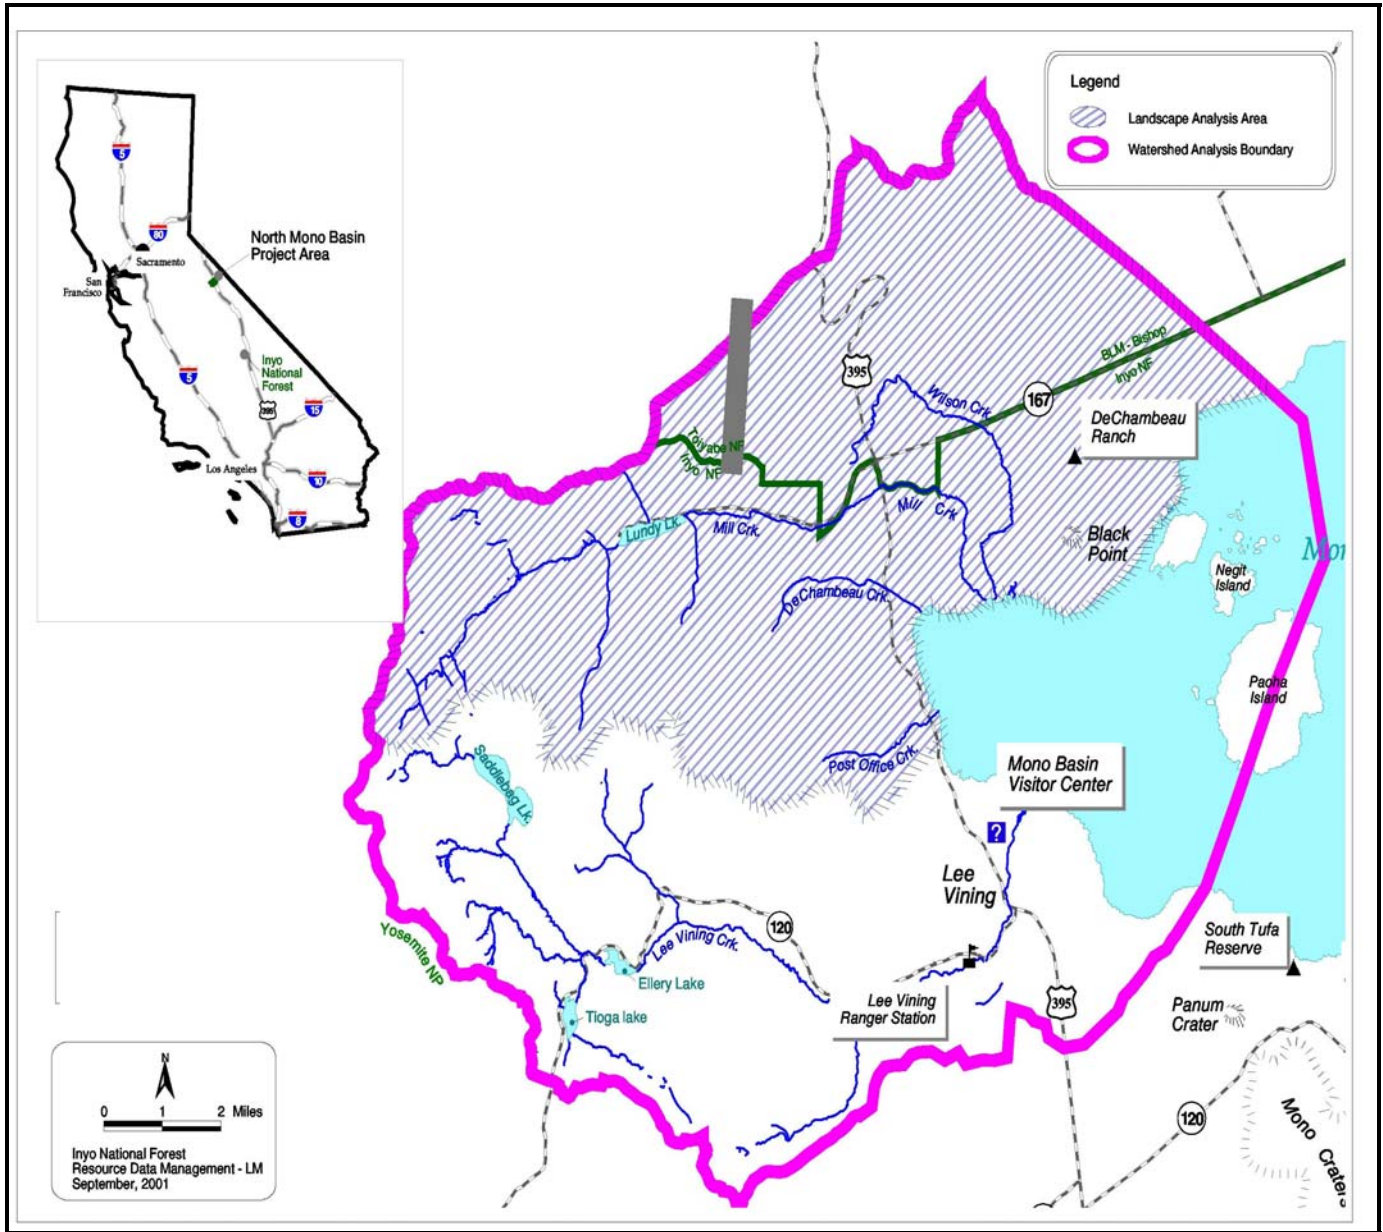 Legend
Landscape Analysis Area
Watershed Analysis Boundary
5
80
North Mono Basin
Project Area
Sacramento
San
Francisco
Inyo
National
Forest
5
395
15
Los Angeles
10
8
395
BLM - Bishop
Inyo NF
167
Wilson Crk.
DeChambeau
Ranch
Toiyabe NF
Inyo NF
Mill Crk
Lundy Lk.
Mill Crk.
Black
Point
Negit
Island
DeChambeau Crk.
Paoha
Island
Post Office Crk.
Saddlebag Lk.
Mono Basin
Visitor Center
?
Lee
Vining
Yosemite NP
120
Lee Vining Crk.
South Tufa
Reserve
Ellery Lake
Lee Vining
Ranger Station
395
Panum
Crater
Tioga lake
120
Mono Craters
N
0 1 2 Miles
Inyo National Forest
Resource Data Management - LM
September, 2001